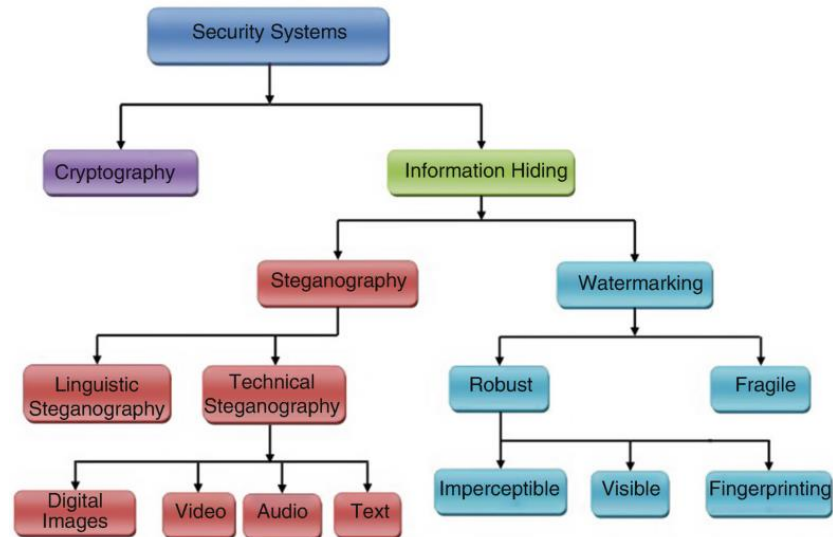 Security Systems
Cryptography
Information Hiding
Steganography
Watermarking
Linguistic
Steganography
Technical
Steganography
Robust
Fragile
Digital
Images
Video
Audio
Text
Imperceptible
Visible
Fingerprinting